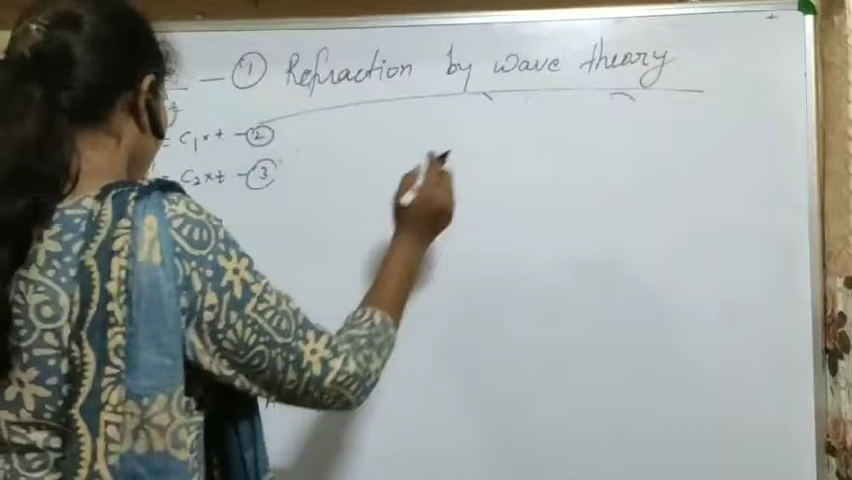 — ① Refraction by wave theory
= c₁×t — ②
c₂×t — ③